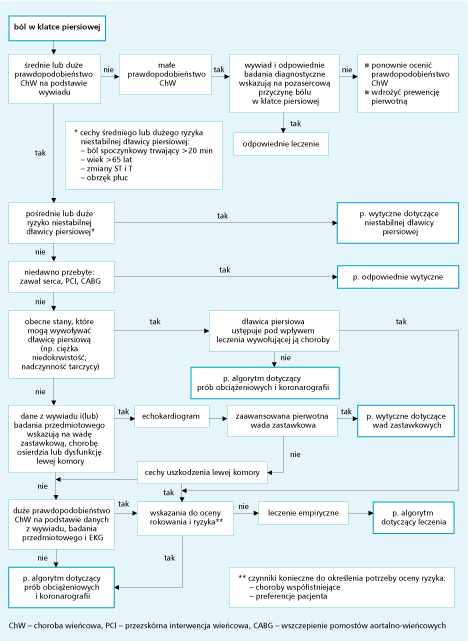 ból w klatce piersiowej
średnie lub duże
prawdopodobieństwo
ChW na podstawie
wywiadu
nie
małe
prawdopodobieństwo
ChW
tak
wywiad i odpowiednie
badania diagnostyczne
wskazują na pozasercową
przyczynę bólu
w klatce piersiowej
nie
■ ponownie ocenić
prawdopodobieństwo
ChW
■ wdrożyć prewencję
pierwotną
tak
odpowiednie leczenie
* cechy średniego lub dużego ryzyka
niestabilnej dławicy piersiowej:
– ból spoczynkowy trwający >20 min
– wiek >65 lat
– zmiany ST i T
– obrzęk płuc
tak
pośrednie lub duże
ryzyko niestabilnej
dławicy piersiowej*
tak
p. wytyczne dotyczące
niestabilnej dławicy
piersiowej
nie
niedawno przebyte:
zawał serca, PCI, CABG
tak
p. odpowiednie wytyczne
nie
obecne stany, które
mogą wywoływać
dławicę piersiową
(np. ciężka
niedokrwistość,
nadczynność tarczycy)
tak
dławica piersiowa
ustępuje pod wpływem
leczenia wywołującej ją choroby
tak
nie
p. algorytm dotyczący
prób obciążeniowych i koronarografii
nie
dane z wywiadu i(lub)
badania przedmiotowego
wskazują na wadę
zastawkową, chorobę
osierdzia lub dysfunkcję
lewej komory
tak
echokardiogram
zaawansowana pierwotna
wada zastawkowa
tak
p. wytyczne dotyczące
wad zastawkowych
nie
cechy uszkodzenia lewej komory
nie
tak
duże prawdopodobieństwo
ChW na podstawie danych
z wywiadu, badania
przedmiotowego i EKG
tak
wskazania do oceny
rokowania i ryzyka**
nie
leczenie empiryczne
p. algorytm
dotyczący leczenia
nie
tak
p. algorytm dotyczący
prób obciążeniowych
i koronarografii
** czynniki konieczne do określenia potrzeby oceny ryzyka:
– choroby współistniejące
– preferencje pacjenta
ChW – choroba wieńcowa, PCI – przezskórna interwencja wieńcowa, CABG – wszczepienie pomostów aortalno-wieńcowych